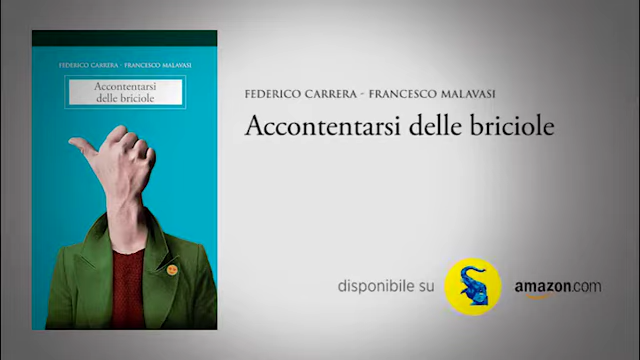 FEDERICO CARRERA - FRANCESCO MALAVASI
Accontentarsi
delle briciole
FEDERICO CARRERA - FRANCESCO MALAVASI
Accontentarsi delle briciole
disponibile su
amazon.com